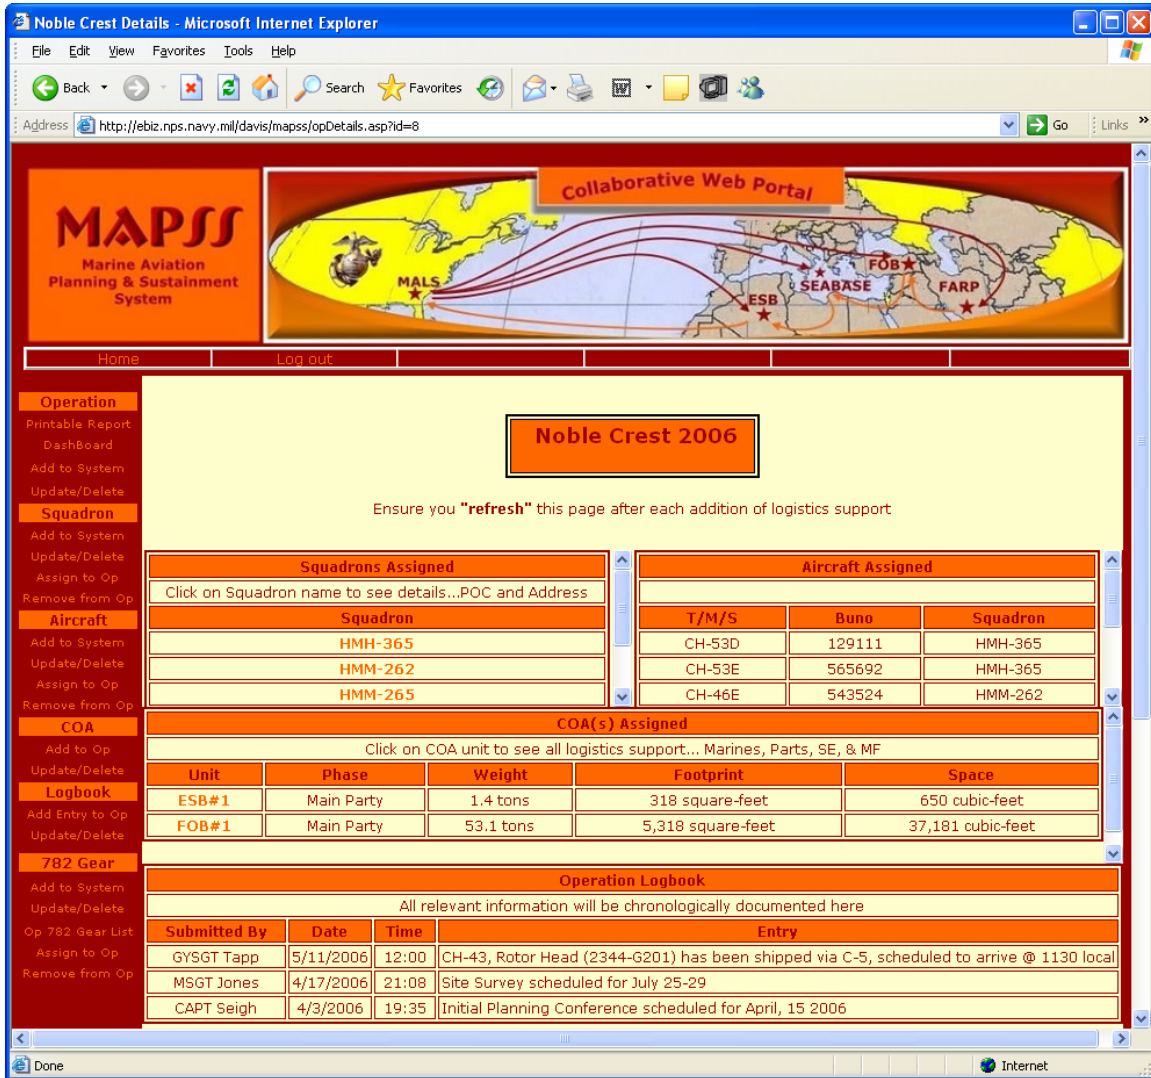 Noble Crest Details - Microsoft Internet Explorer
File Edit View Favorites Tools Help
Back Search Favorites
Address http://ebiz.nps.navy.mil/davis/mapss/opDetails.asp?id=8 Go Links »
MAPSS
Marine Aviation
Planning & Sustainment
System
Collaborative Web Portal
MALS
ESB
SEABASE
FOB
FARP
Home Log out
Operation
Printable Report
DashBoard
Add to System
Update/Delete
Squadron
Add to System
Update/Delete
Assign to Op
Remove from Op
Aircraft
Add to System
Update/Delete
Assign to Op
Remove from Op
COA
Add to Op
Update/Delete
Logbook
Add Entry to Op
Update/Delete
782 Gear
Add to System
Update/Delete
Op 782 Gear List
Assign to Op
Remove from Op
Noble Crest 2006
Ensure you "refresh" this page after each addition of logistics support
Squadrons Assigned
Click on Squadron name to see details...POC and Address
Squadron
HMH-365
HMM-262
HMM-265
Aircraft Assigned
T/M/S Buno Squadron
CH-53D 129111 HMH-365
CH-53E 565692 HMH-365
CH-46E 543524 HMM-262
COA(s) Assigned
Click on COA unit to see all logistics support... Marines, Parts, SE, & MF
Unit Phase Weight Footprint Space
ESB#1 Main Party 1.4 tons 318 square-feet 650 cubic-feet
FOB#1 Main Party 53.1 tons 5,318 square-feet 37,181 cubic-feet
Operation Logbook
All relevant information will be chronologically documented here
Submitted By Date Time Entry
GYSGT Tapp 5/11/2006 12:00 CH-43, Rotor Head (2344-G201) has been shipped via C-5, scheduled to arrive @ 1130 local
MSGT Jones 4/17/2006 21:08 Site Survey scheduled for July 25-29
CAPT Seigh 4/3/2006 19:35 Initial Planning Conference scheduled for April, 15 2006
Done Internet